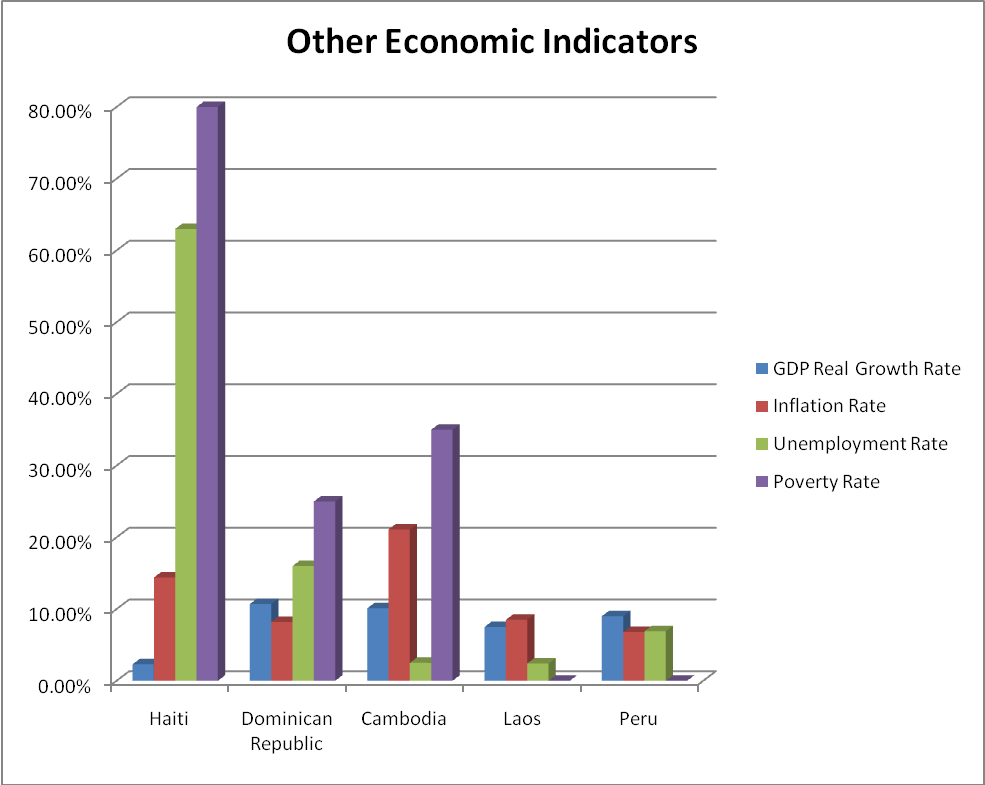 Other Economic Indicators
80.00%
70.00%
60.00%
50.00%
40.00%
30.00%
20.00%
10.00%
0.00%
Haiti
Dominican
Republic
Cambodia
Laos
Peru
GDP Real Growth Rate
Inflation Rate
Unemployment Rate
Poverty Rate